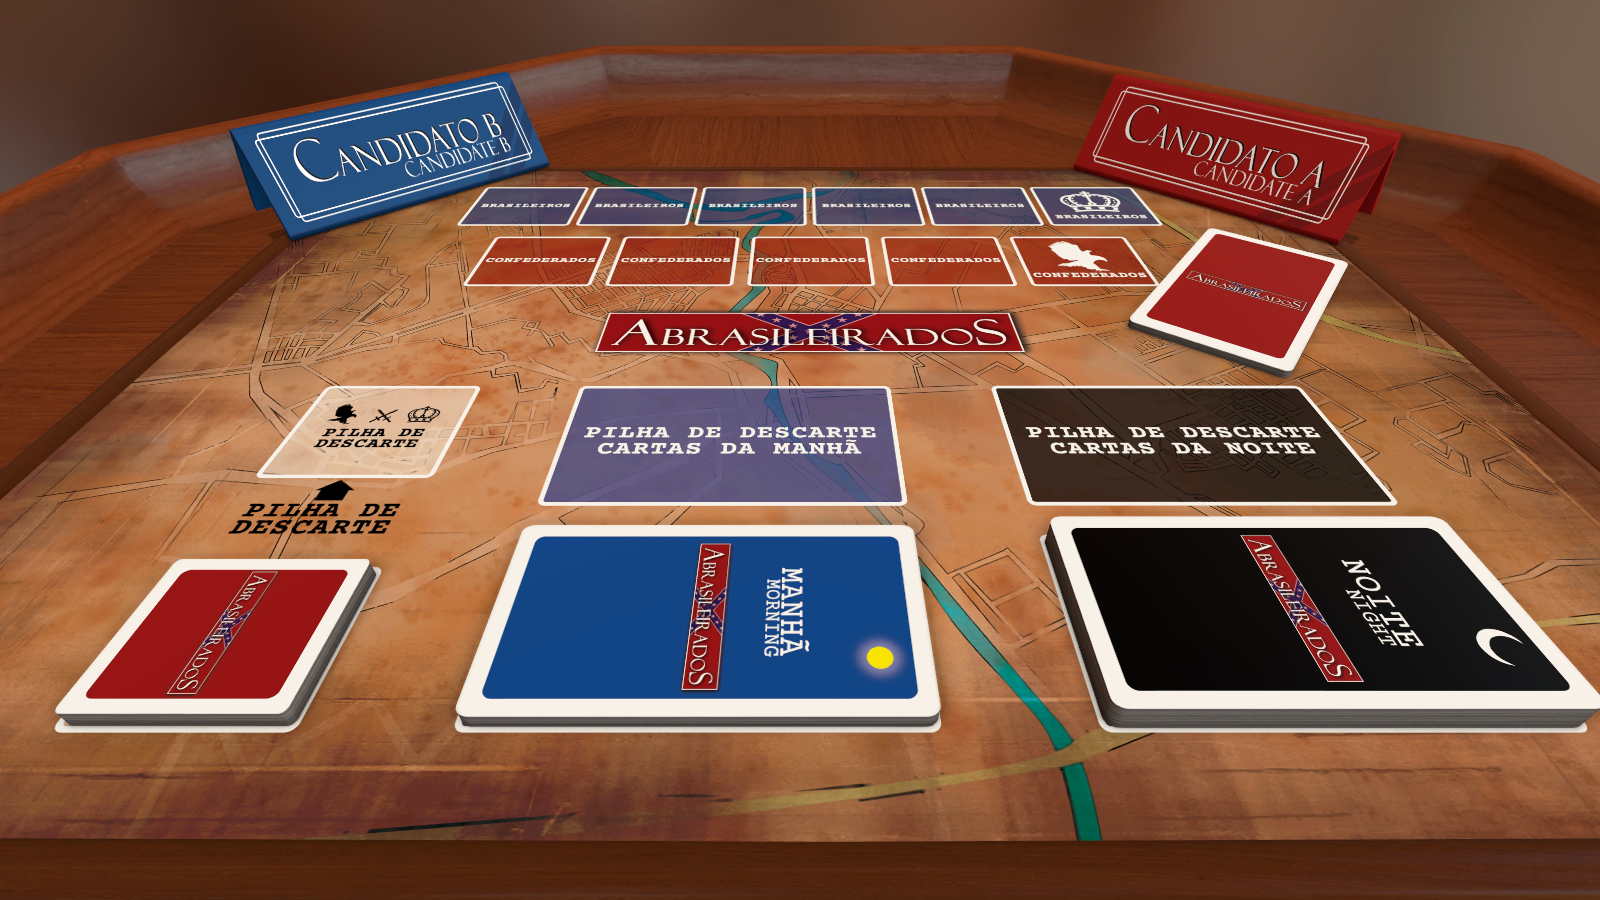 CANDIDATO B
CANDIDATE B
CANDIDATO A
CANDIDATE A
BRASILEIROS
BRASILEIROS
BRASILEIROS
BRASILEIROS
BRASILEIROS
BRASILEIROS
CONFEDERADOS
CONFEDERADOS
CONFEDERADOS
CONFEDERADOS
CONFEDERADOS
ABRASILEIRADOS
ABRASILEIRADOS
PILHA DE
DESCARTE
PILHA DE DESCARTE
CARTAS DA MANHÃ
PILHA DE DESCARTE
CARTAS DA NOITE
PILHA DE
DESCARTE
ABRASILEIRADOS
ABRASILEIRADOS
MANHÃ
MORNING
ABRASILEIRADOS
NOITE
NIGHT